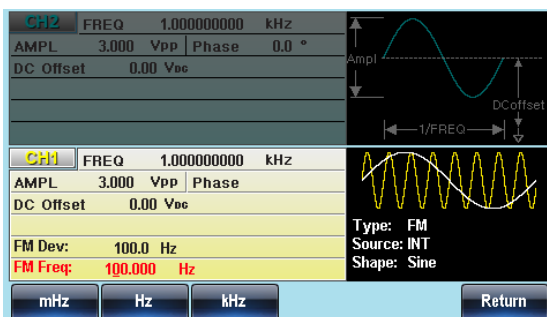 CH2 FREQ 1.000000000 kHz
AMPL 3.000 Vpp Phase 0.0 °
DC Offset 0.00 VDC
Ampl
DCoffset
1/FREQ
CH1 FREQ 1.000000000 kHz
AMPL 3.000 Vpp Phase
DC Offset 0.00 VDC
FM Dev: 100.0 Hz
FM Freq: 100.000 Hz
Type: FM
Source: INT
Shape: Sine
mHz Hz kHz Return